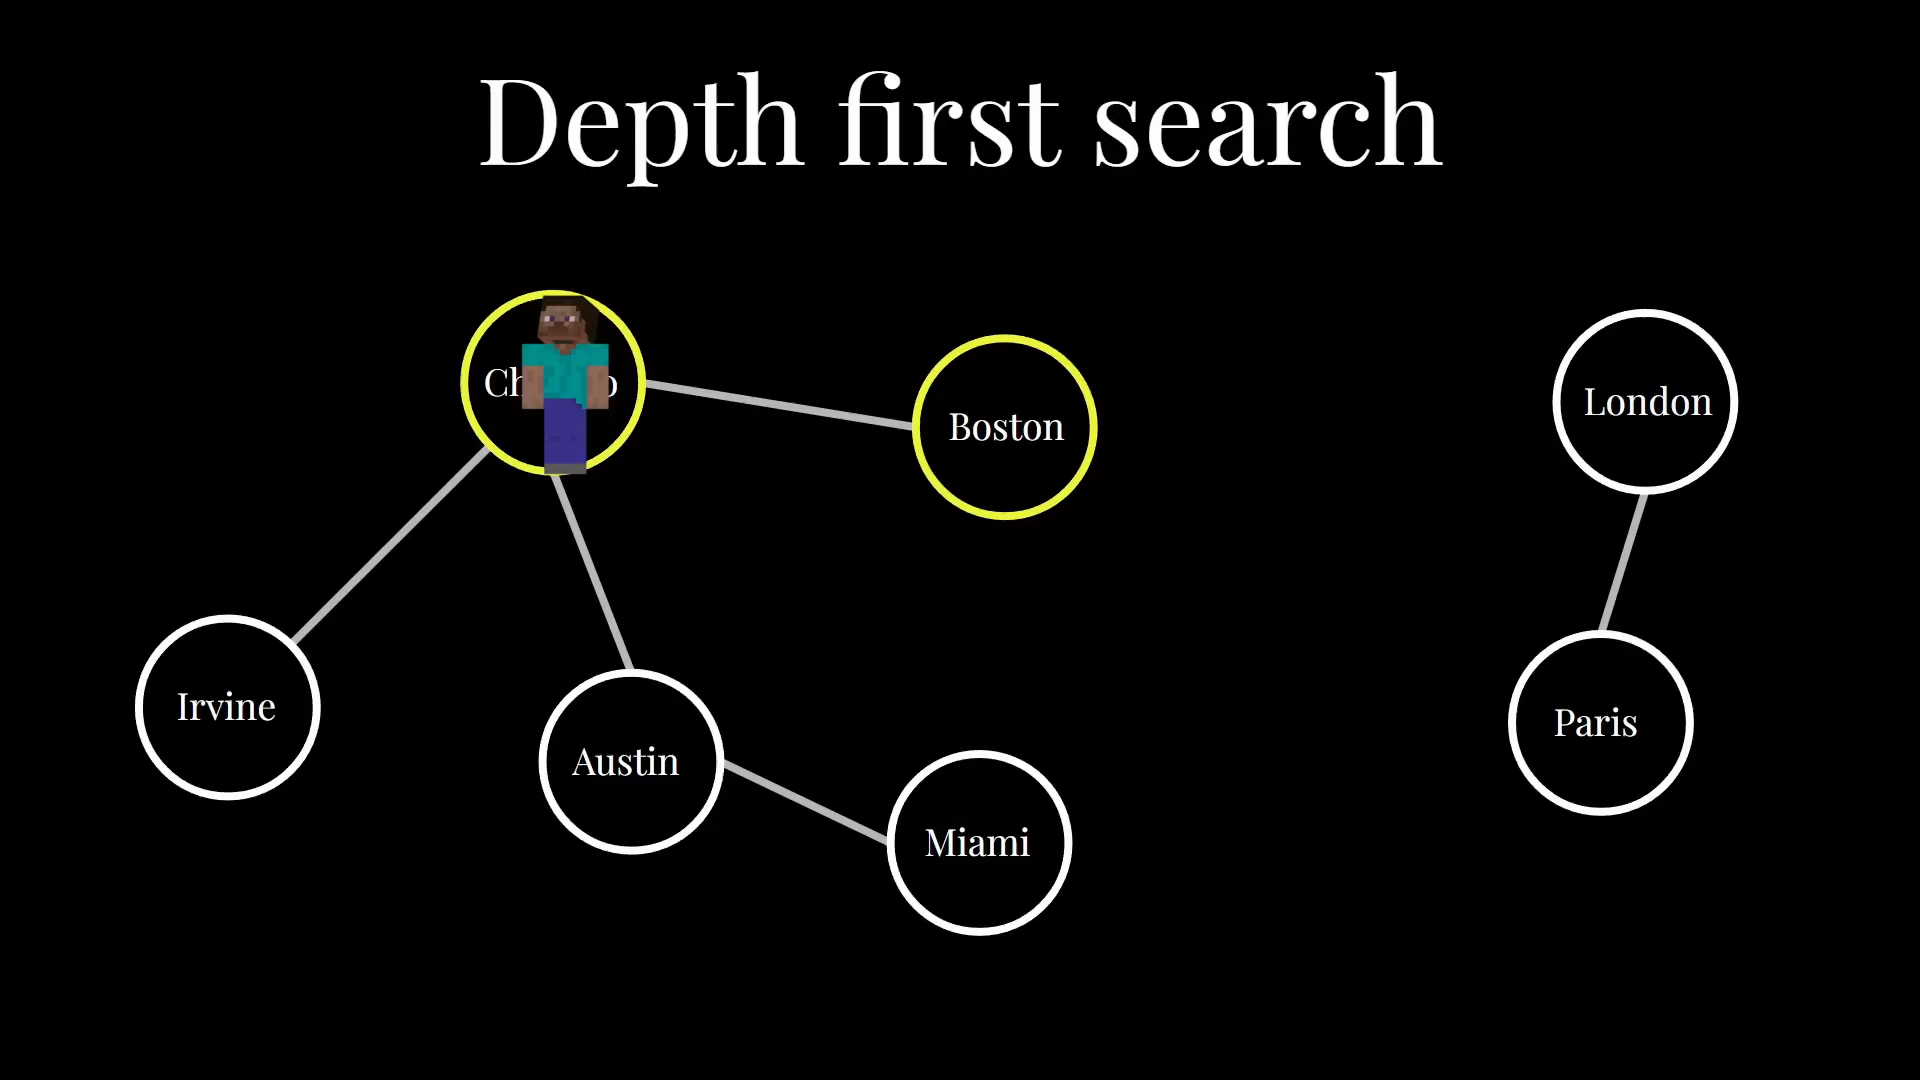 Depth first search
London
Boston
Irvine
Paris
Austin
Miami